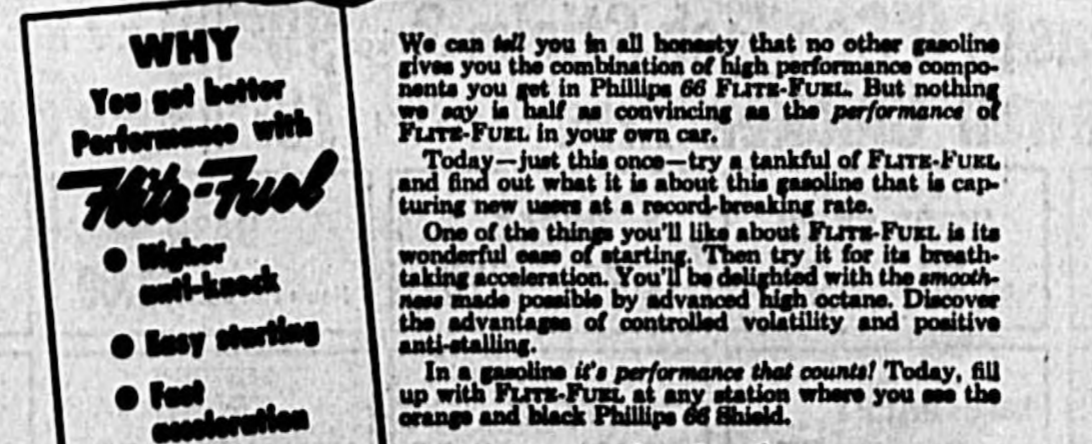 WHY
You get better
Performance with
Flite-Fuel
● Higher
anti-knock
● Easy starting
● Fast
acceleration
We can tell you in all honesty that no other gasoline
gives you the combination of high performance compo-
nents you get in Phillips 66 FLITE-FUEL. But nothing
we say is half as convincing as the performance of
FLITE-FUEL in your own car.
Today—just this once—try a tankful of FLITE-FUEL
and find out what it is about this gasoline that is cap-
turing new users at a record-breaking rate.
One of the things you'll like about FLITE-FUEL is its
wonderful ease of starting. Then try it for its breath-
taking acceleration. You'll be delighted with the smooth-
ness made possible by advanced high octane. Discover
the advantages of controlled volatility and positive
anti-stalling.
In a gasoline it's performance that counts! Today, fill
up with FLITE-FUEL at any station where you see the
orange and black Phillips 66 Shield.